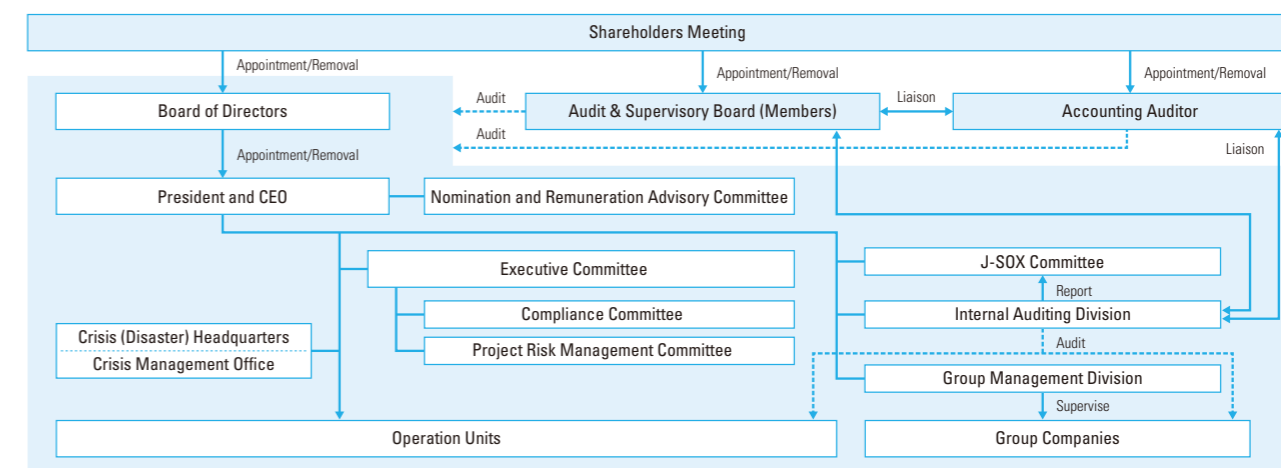 Shareholders Meeting
Appointment/Removal
Appointment/Removal
Appointment/Removal
Board of Directors
Audit
Audit & Supervisory Board (Members)
Liaison
Accounting Auditor
Audit
Appointment/Removal
Liaison
President and CEO
Nomination and Remuneration Advisory Committee
Executive Committee
J-SOX Committee
Report
Compliance Committee
Internal Auditing Division
Crisis (Disaster) Headquarters
Crisis Management Office
Project Risk Management Committee
Audit
Group Management Division
Supervise
Operation Units
Group Companies